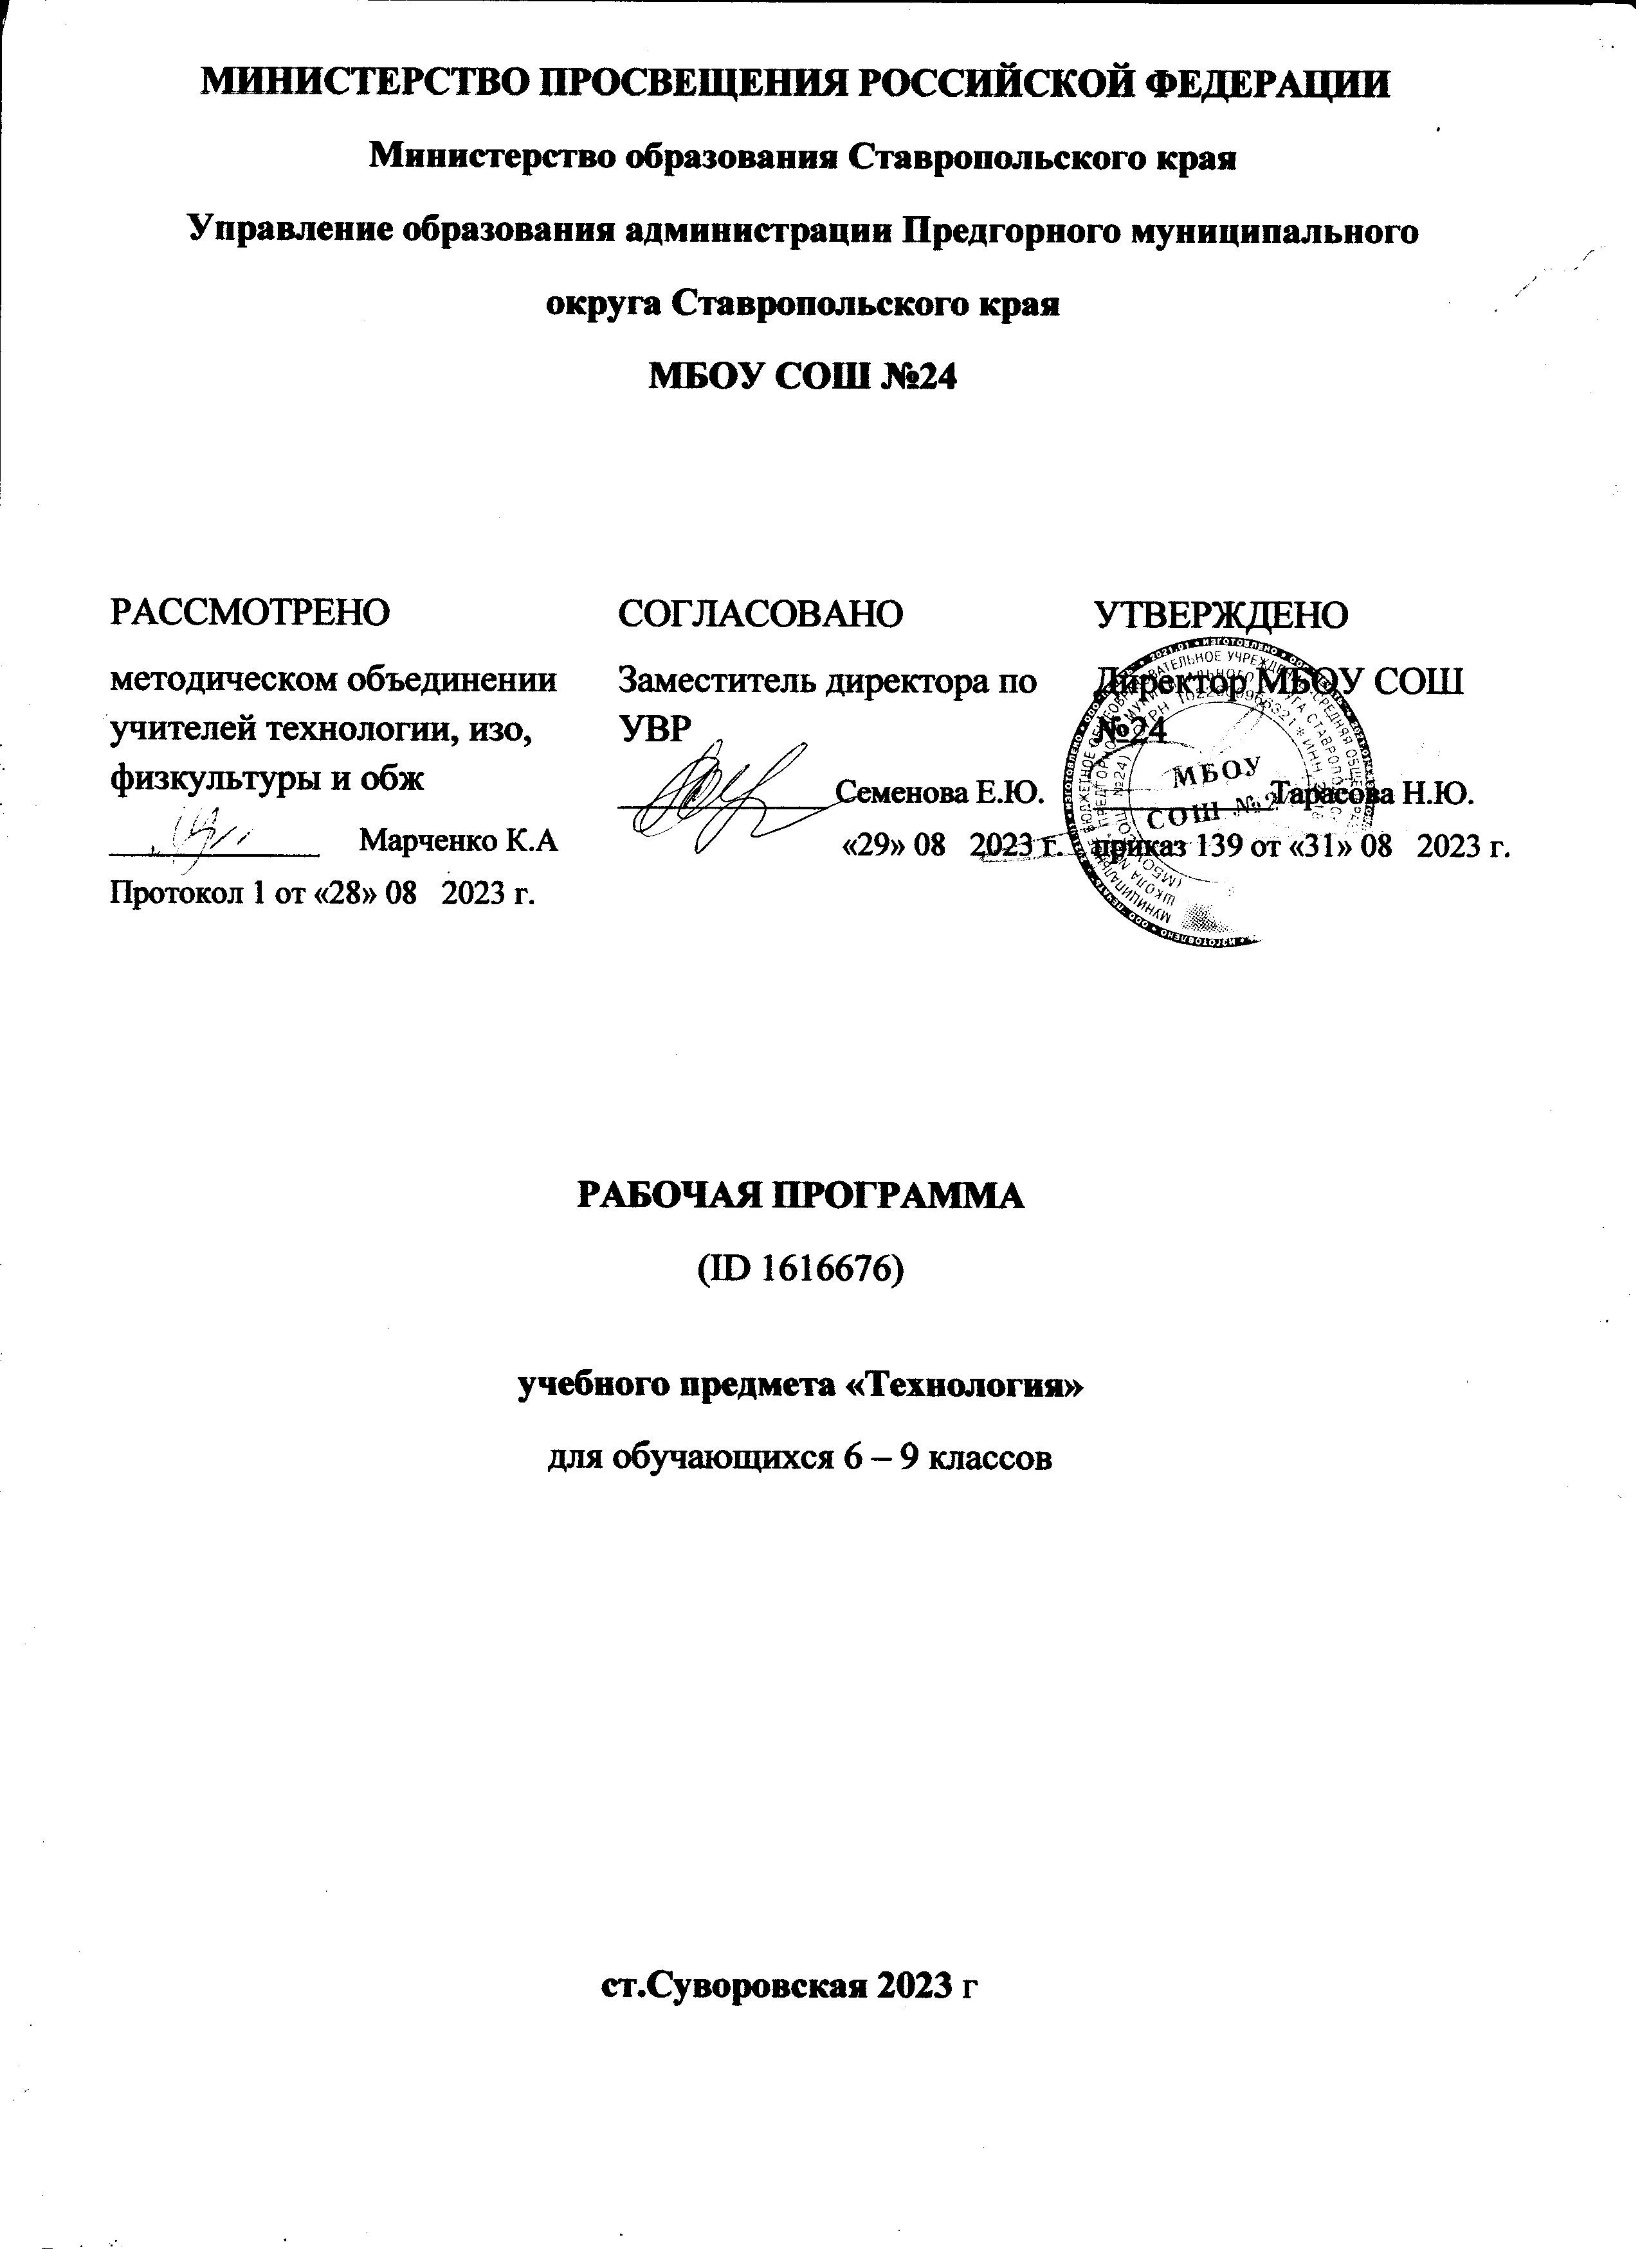 МИНИСТЕРСТВО ПРОСВЕЩЕНИЯ РОССИЙСКОЙ ФЕДЕРАЦИИ
Министерство образования Ставропольского края
Управление образования администрации Предгорного муниципального
округа Ставропольского края
МБОУ СОШ №24
РАССМОТРЕНО
методическом объединении
учителей технологии, изо,
физкультуры и обж
Марченко К.А
Протокол 1 от «28» 08 2023 г.
СОГЛАСОВАНО
Заместитель директора по
УВР
Семенова Е.Ю.
«29» 08 2023 г.
УТВЕРЖДЕНО
Директор МБОУ СОШ
№24
Тарасова Н.Ю.
приказ 139 от «31» 08 2023 г.
МБОУ
СОШ
РАБОЧАЯ ПРОГРАММА
(ID 1616676)
учебного предмета «Технология»
для обучающихся 6 – 9 классов
ст.Суворовская 2023 г